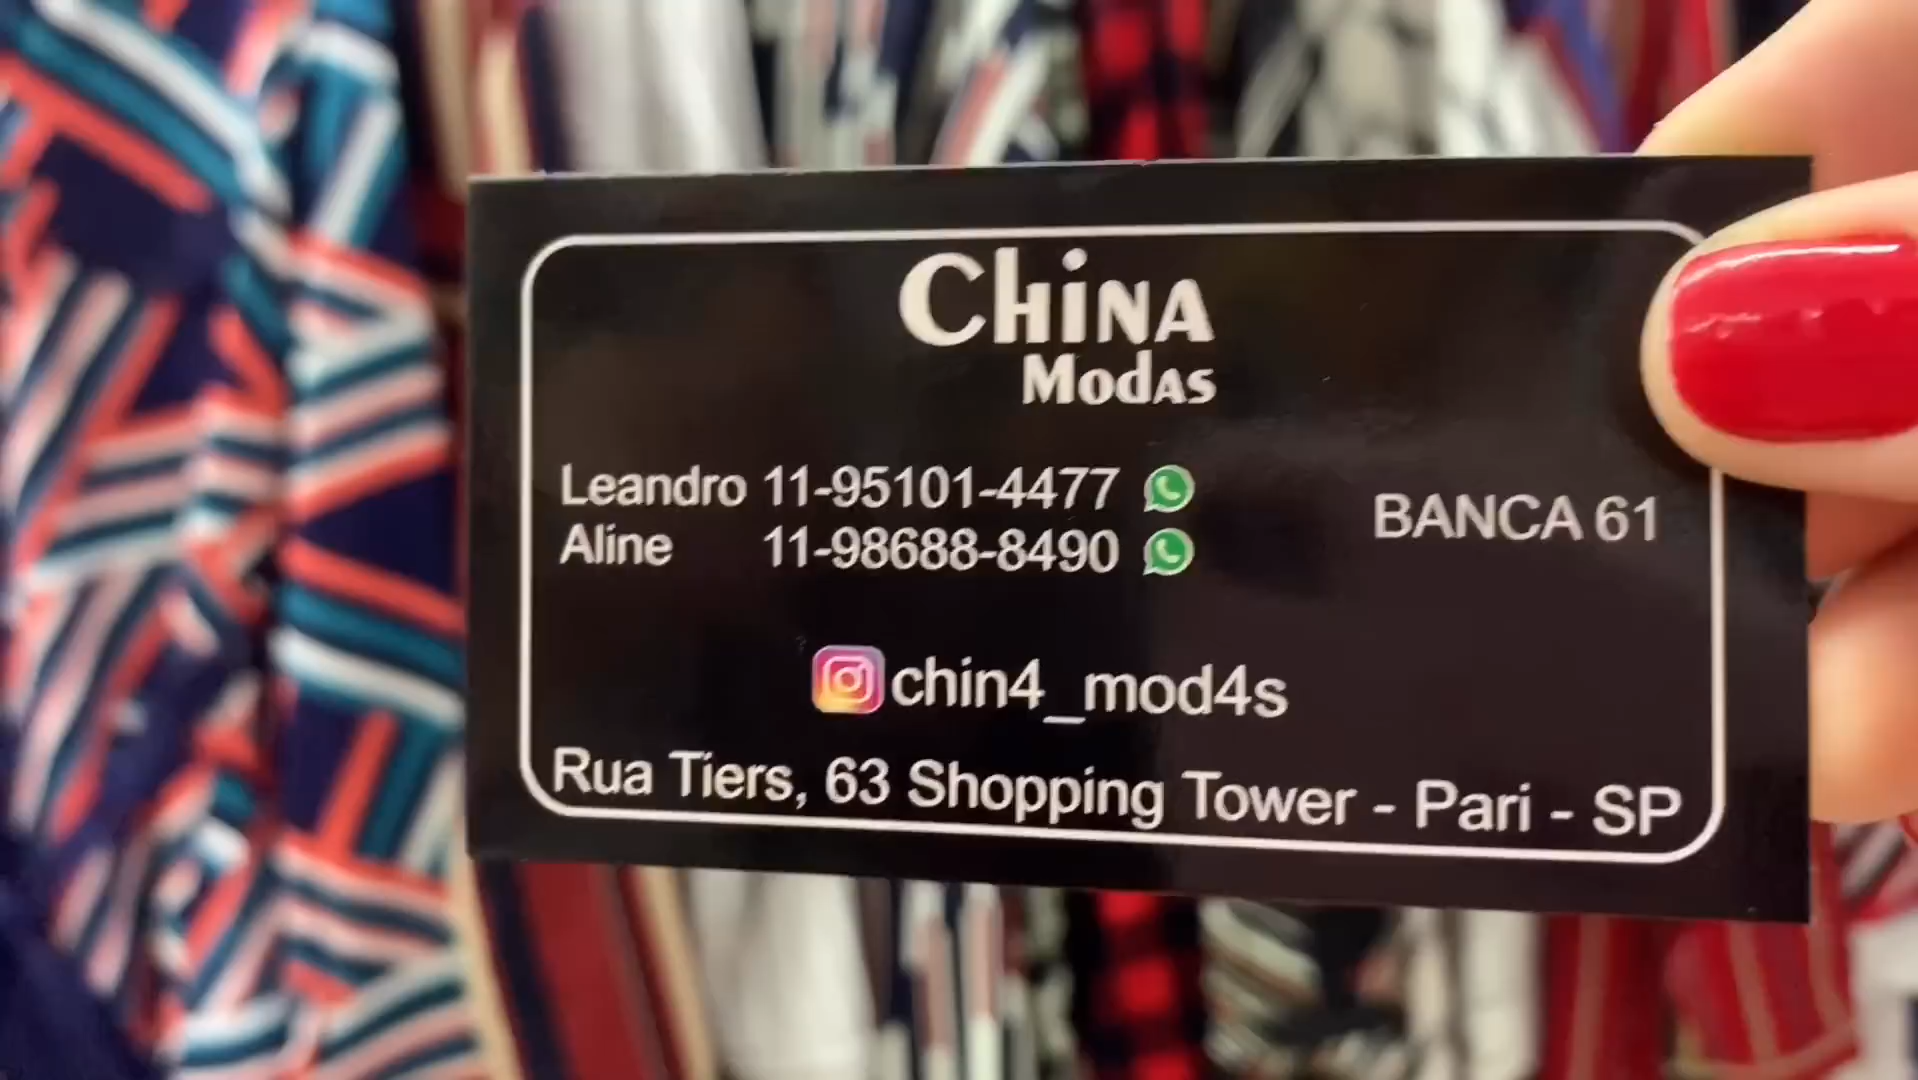 China
Modas
Leandro 11-95101-4477
Aline 11-98688-8490
BANCA 61
chin4_mod4s
Rua Tiers, 63 Shopping Tower - Pari - SP